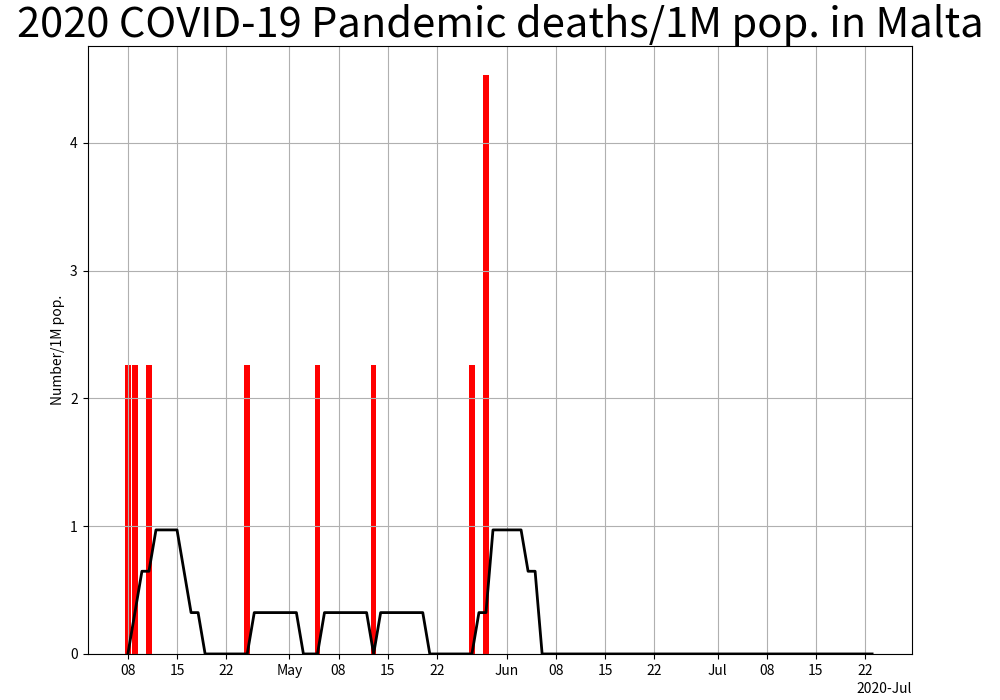 2020 COVID-19 Pandemic deaths/1M pop. in Malta
4
3
2
1
0
Number/1M pop.
08 15 22 May 08 15 22 Jun 08 15 22 Jul 08 15 22
2020-Jul